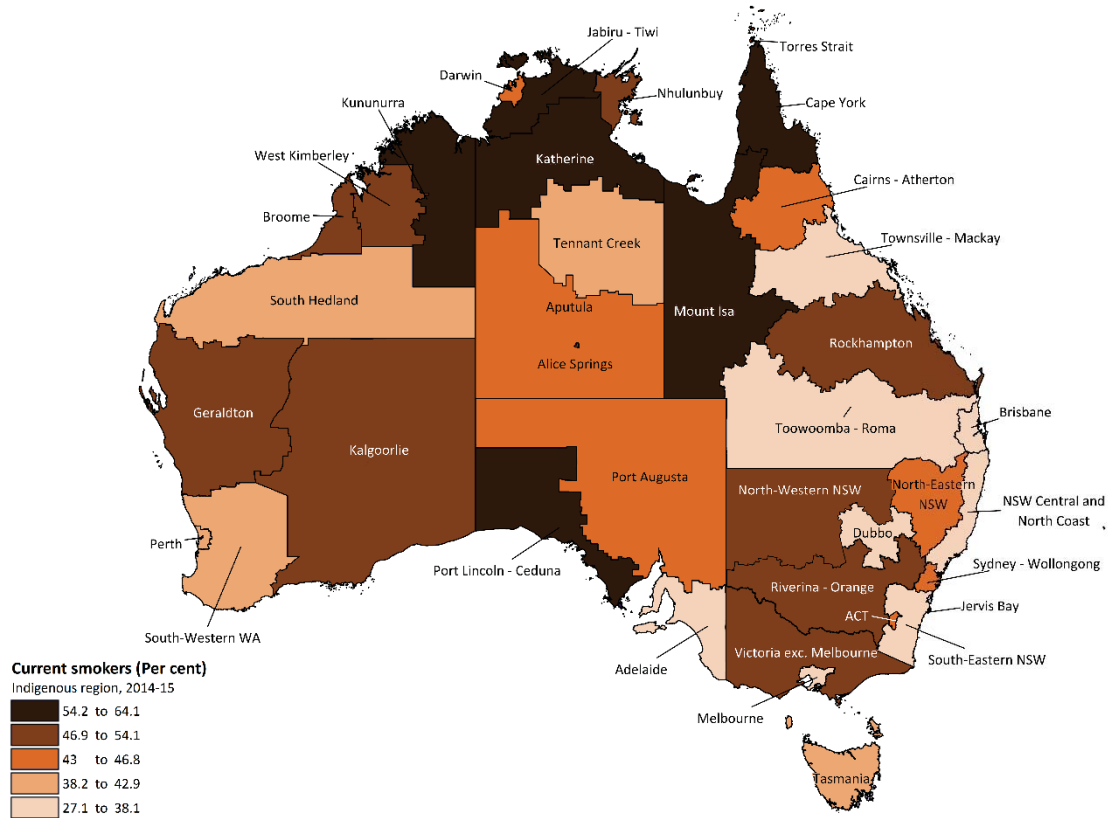 Jabiru - Tiwi
Torres Strait
Darwin
Nhulunbuy
Kununurra
Cape York
West Kimberley
Katherine
Cairns - Atherton
Broome
Tennant Creek
Townsville - Mackay
South Hedland
Aputula
Mount Isa
Rockhampton
Alice Springs
Geraldton
Brisbane
Toowoomba - Roma
Kalgoorlie
Port Augusta
North-Western NSW
North-Eastern
NSW
NSW Central and
North Coast
Dubbo
Perth
Port Lincoln - Ceduna
Sydney - Wollongong
Riverina - Orange
Jervis Bay
ACT
South-Western WA
Victoria exc. Melbourne
South-Eastern NSW
Adelaide
Melbourne
Tasmania
Current smokers (Per cent)
Indigenous region, 2014-15
54.2 to 64.1
46.9 to 54.1
43 to 46.8
38.2 to 42.9
27.1 to 38.1